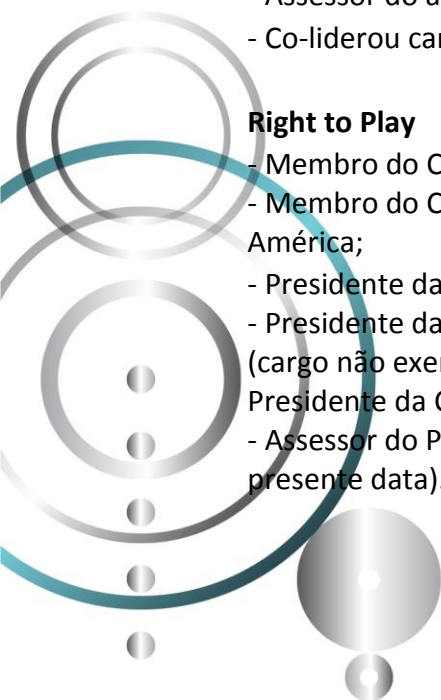 - Assessor do a
- Co-liderou car
Right to Play
- Membro do C
- Membro do C
América;
- Presidente da
- Presidente da
(cargo não exer
Presidente da C
- Assessor do P
presente data).